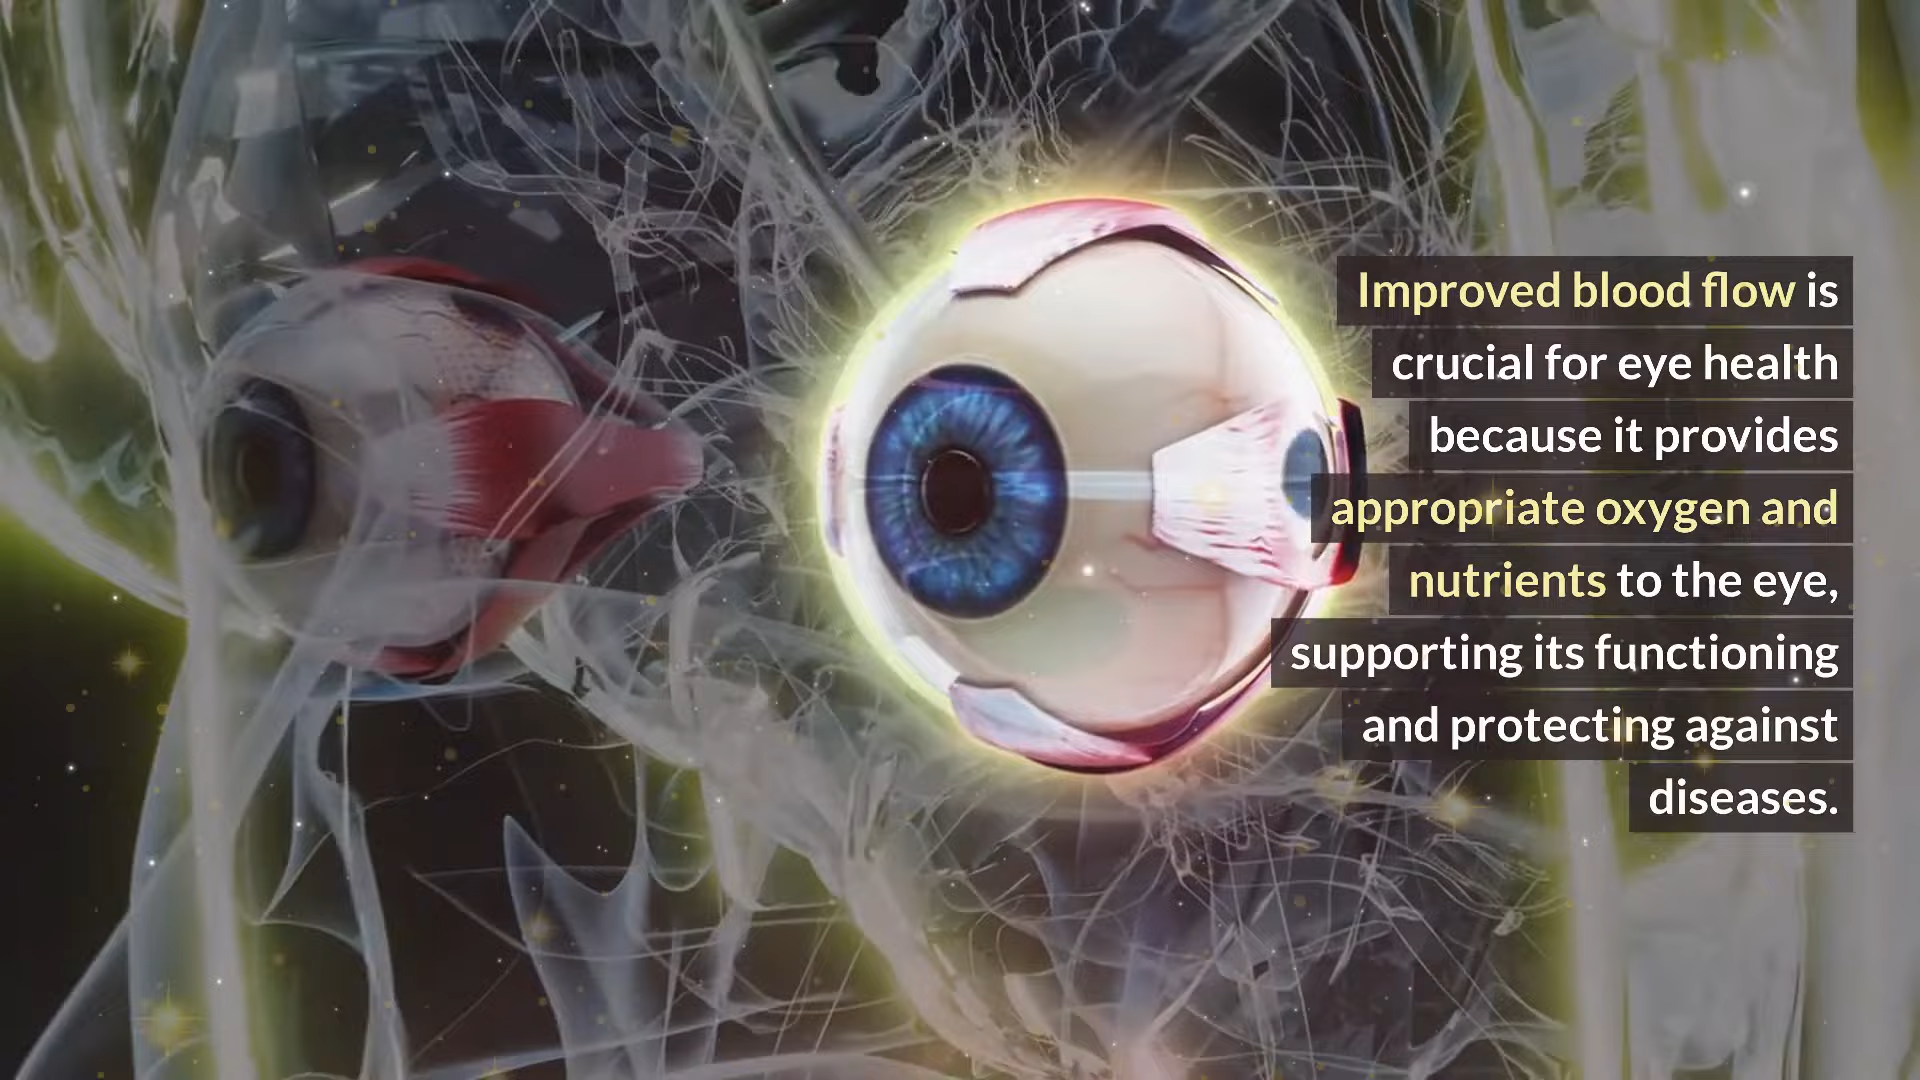 Improved blood flow is
crucial for eye health
because it provides
appropriate oxygen and
nutrients to the eye,
supporting its functioning
and protecting against
diseases.